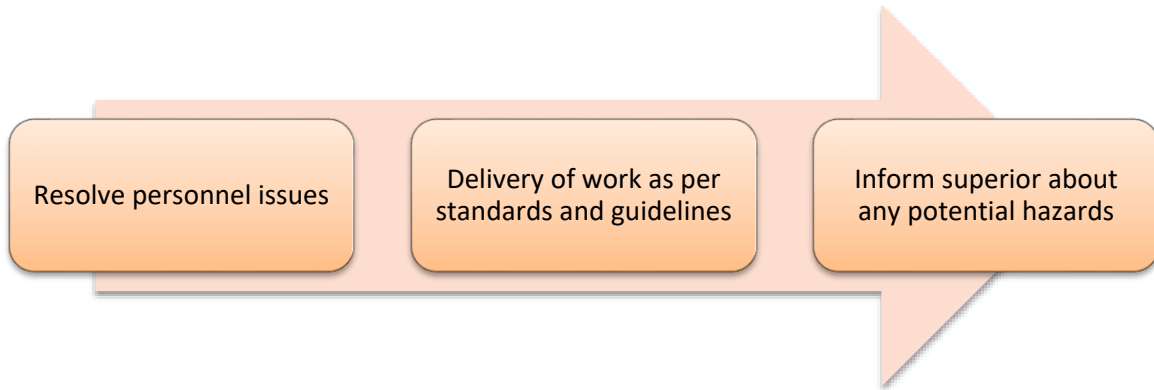 Resolve personnel issues
Delivery of work as per
standards and guidelines
Inform superior about
any potential hazards